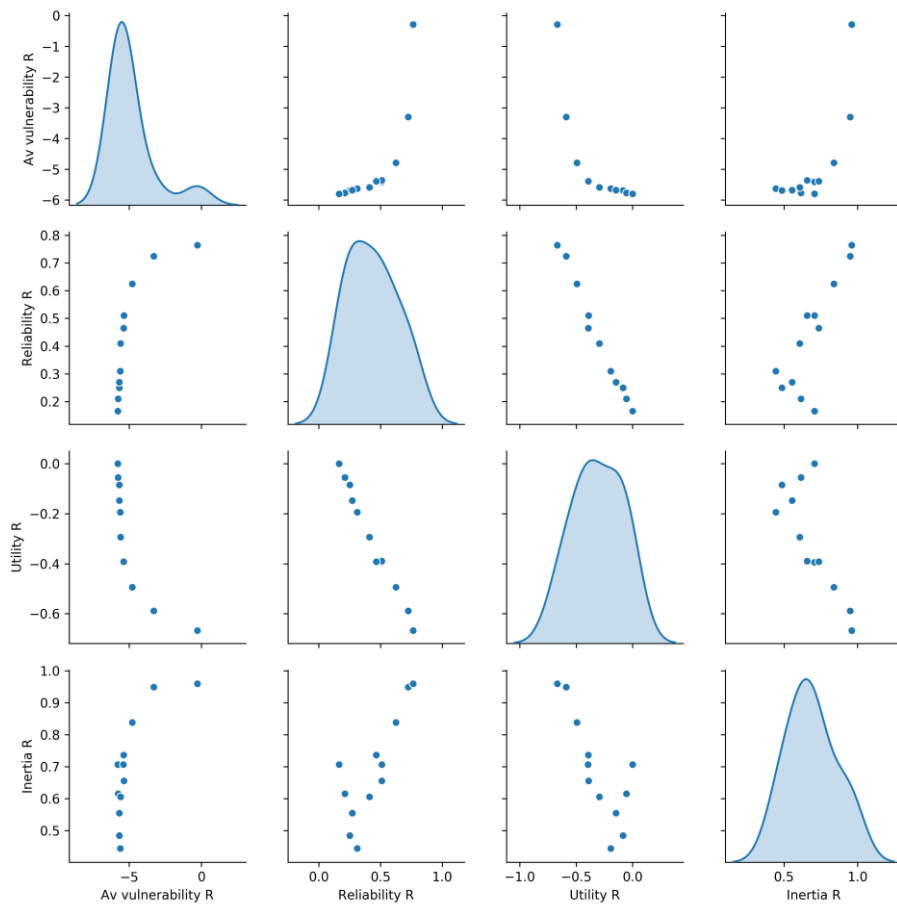 0
−1
−2
−3
−4
−5
−6
Av vulnerability R
0.8
0.7
0.6
0.5
0.4
0.3
0.2
Reliability R
0.0
−0.2
−0.4
−0.6
Utility R
1.0
0.9
0.8
0.7
0.6
0.5
Inertia R
−5 0
Av vulnerability R
0.0 0.5 1.0
Reliability R
−1.0 −0.5 0.0
Utility R
0.5 1.0
Inertia R